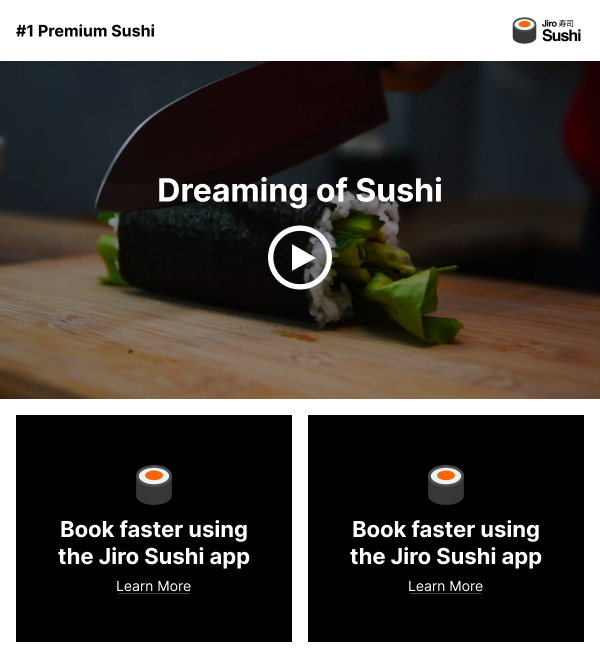 #1 Premium Sushi
Jiro 寿司
Sushi
Dreaming of Sushi
Book faster using
the Jiro Sushi app
Learn More
Book faster using
the Jiro Sushi app
Learn More